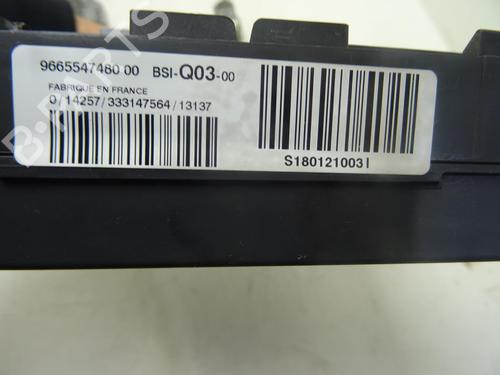 9665547480 00 BSI-Q03-00
FABRIQUE EN FRANCE
0/14257/333147564/13137
S180121003I
B-PARTS